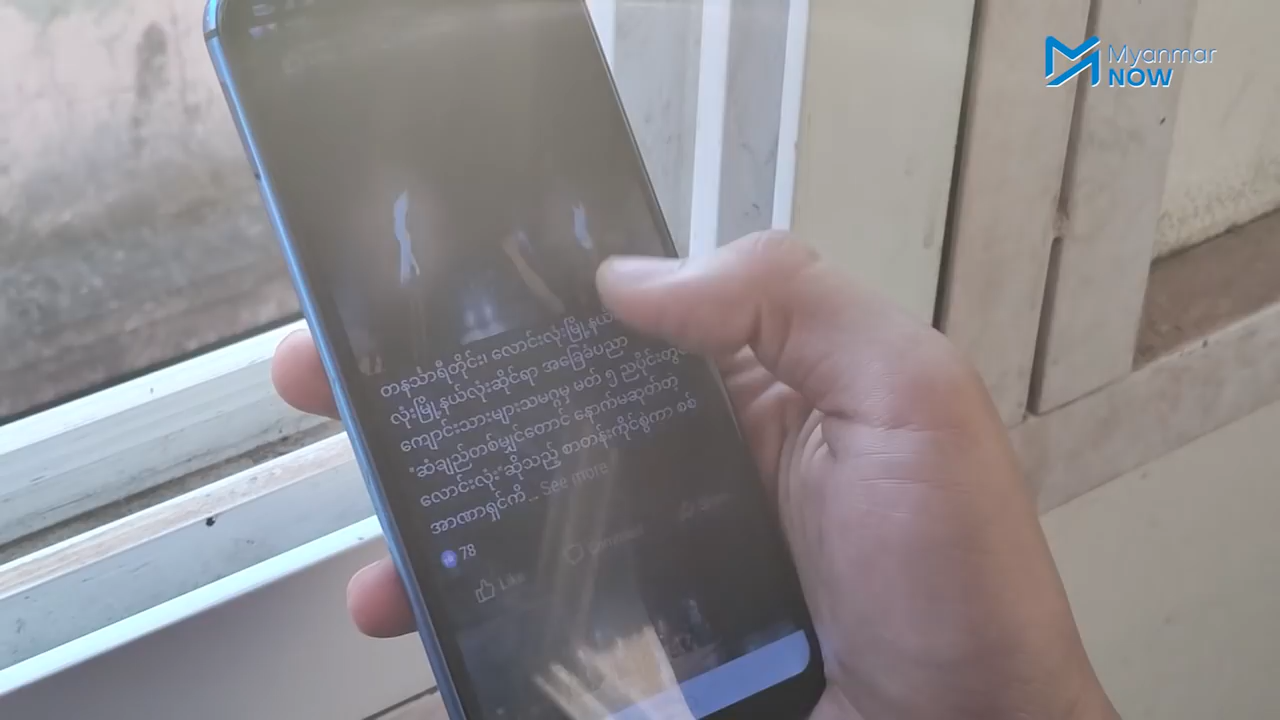 Myanmar
NOW
တနင်္သာရီတိုင်း၊ လောင်းလုံးမြို့နယ်
လုံးမြို့နယ်လုံးဆိုင်ရာ အခြေခံပညာ
ကျောင်းသားများသမဂ္ဂမှ မတ် ၅ ညပိုင်းတွင်
"ဆံချည်တစ်မျှင်တောင် နောက်မဆုတ်တဲ့
လောင်းလုံး"ဆိုသည့် စာတန်းကိုင်စွဲကာ စစ်
အာဏာရှင်ကိ... See more
78
Like
Comment